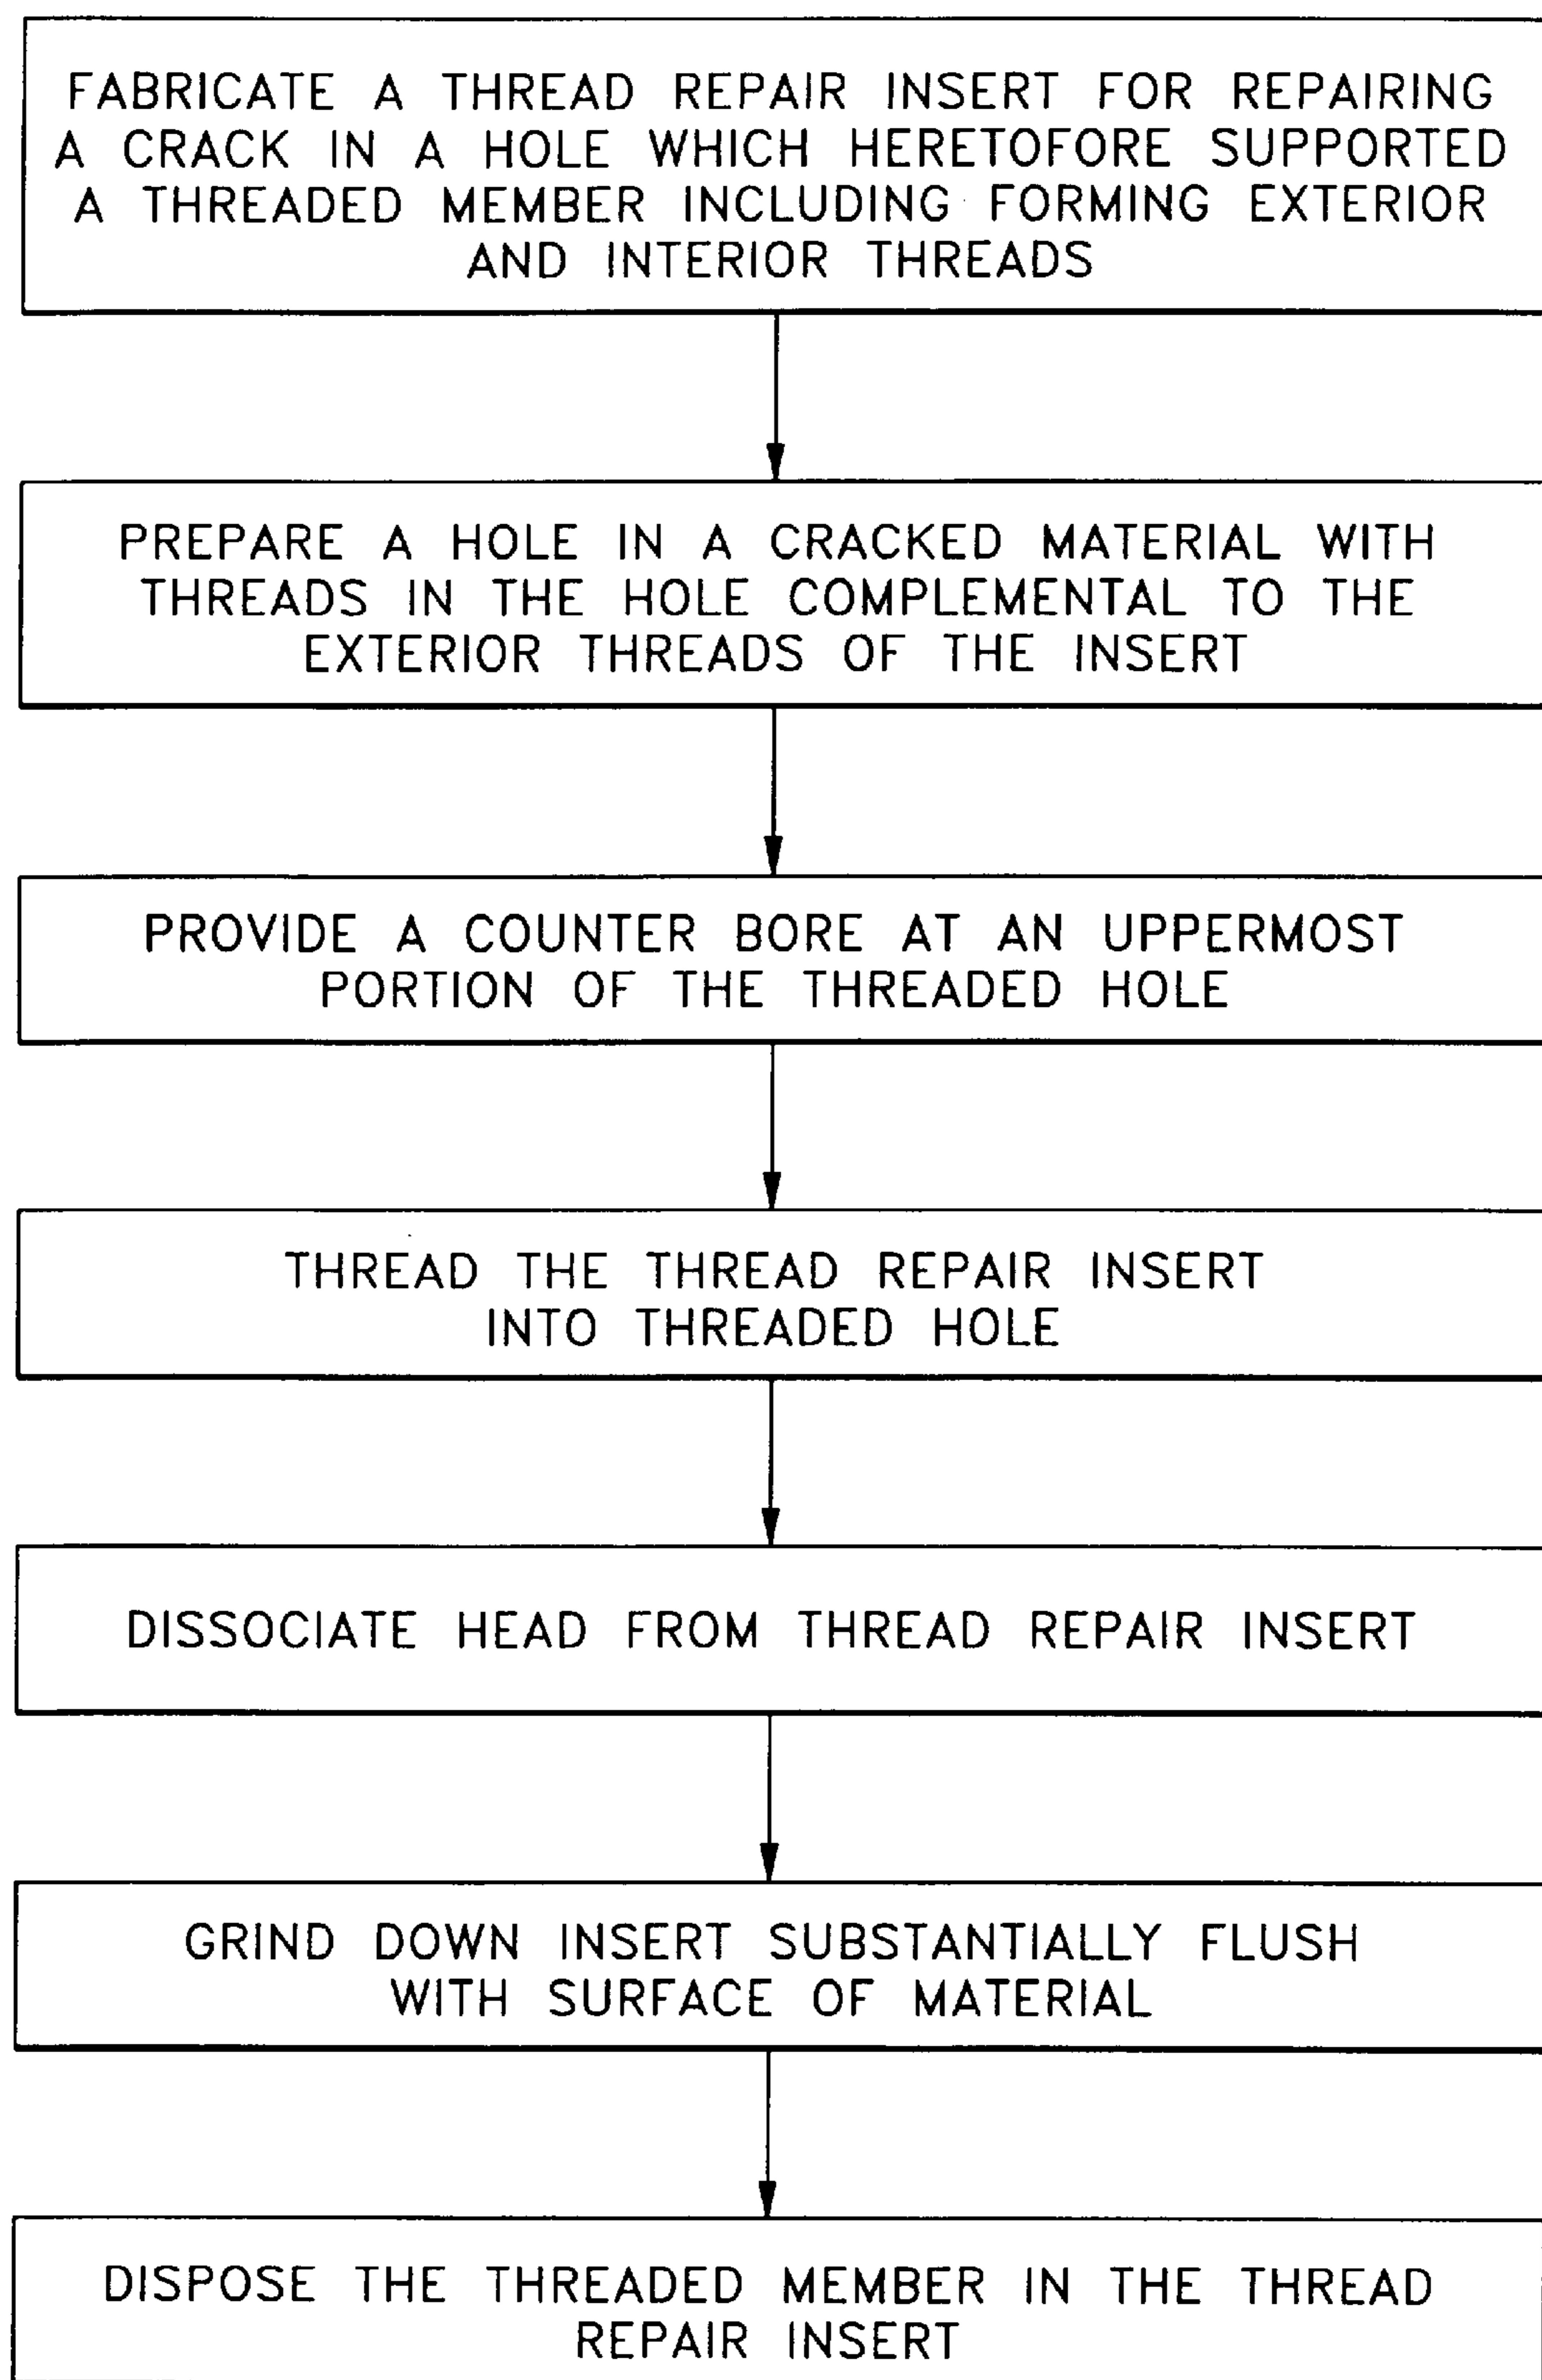 FABRICATE A THREAD REPAIR INSERT FOR REPAIRING
A CRACK IN A HOLE WHICH HERETOFORE SUPPORTED
A THREADED MEMBER INCLUDING FORMING EXTERIOR
AND INTERIOR THREADS
PREPARE A HOLE IN A CRACKED MATERIAL WITH
THREADS IN THE HOLE COMPLEMENTAL TO THE
EXTERIOR THREADS OF THE INSERT
PROVIDE A COUNTER BORE AT AN UPPERMOST
PORTION OF THE THREADED HOLE
THREAD THE THREAD REPAIR INSERT
INTO THREADED HOLE
DISSOCIATE HEAD FROM THREAD REPAIR INSERT
GRIND DOWN INSERT SUBSTANTIALLY FLUSH
WITH SURFACE OF MATERIAL
DISPOSE THE THREADED MEMBER IN THE THREAD
REPAIR INSERT